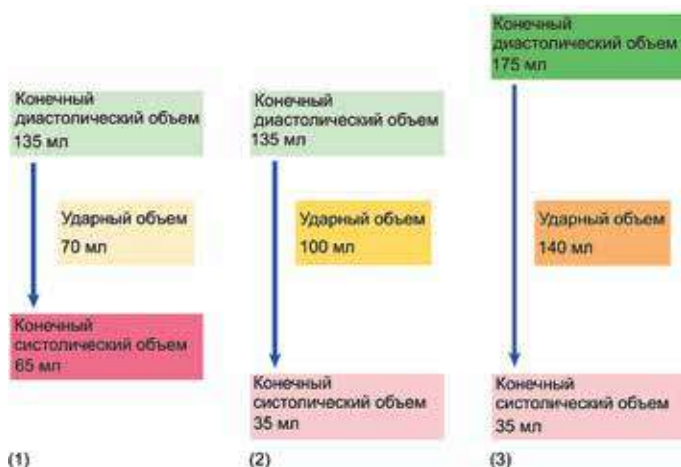 Конечный
диастолический объем
135 мл
Ударный объем
70 мл
Конечный
систолический объем
65 мл
(1)
Конечный
диастолический объем
135 мл
Ударный объем
100 мл
Конечный
систолический объем
35 мл
(2)
Конечный
диастолический объем
175 мл
Ударный объем
140 мл
Конечный
систолический объем
35 мл
(3)